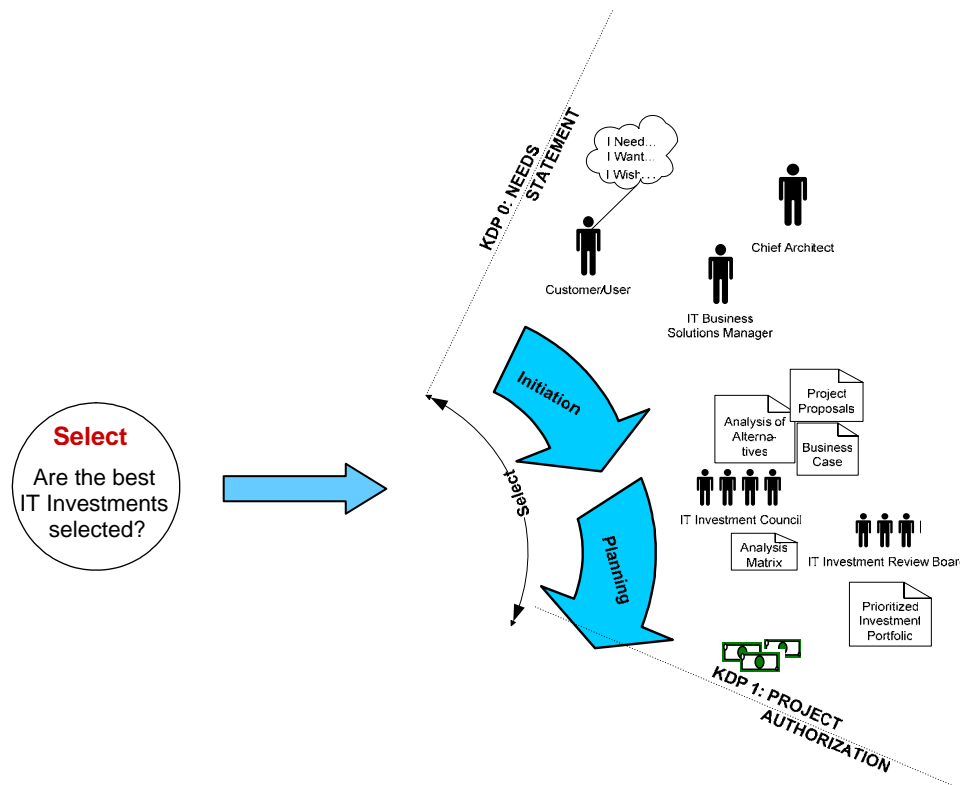 KDP 0: NEEDS
STATEMENT
I Need...
I Want...
I Wish...
Chief Architect
Customer/User
IT Business
Solutions Manager
Initiation
Project
Proposals
Analysis of
Alterna-
tives
Business
Case
Select
Are the best
IT Investments
selected?
Select
IT Investment Council
Planning
Analysis
Matrix
IT Investment Review Board
Prioritized
Investment
Portfolic
KDP 1: PROJECT
AUTHORIZATION